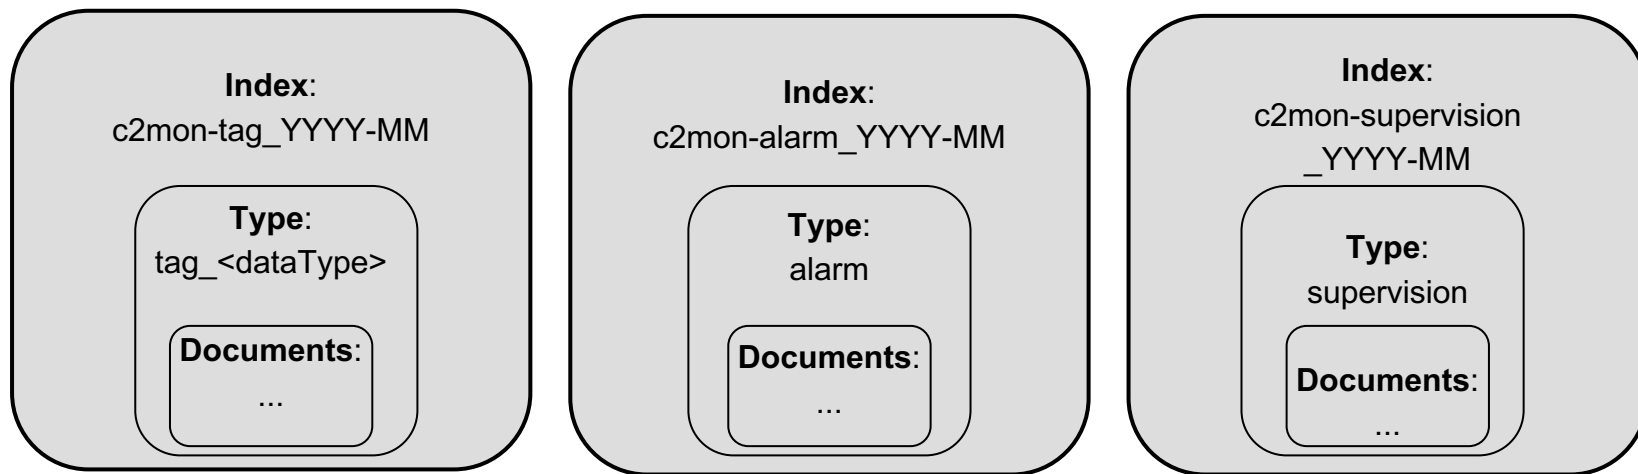 Index:
c2mon-tag_YYYY-MM
Type:
tag_<dataType>
Documents:
...
Index:
c2mon-alarm_YYYY-MM
Type:
alarm
Documents:
...
Index:
c2mon-supervision
_YYYY-MM
Type:
supervision
Documents:
...